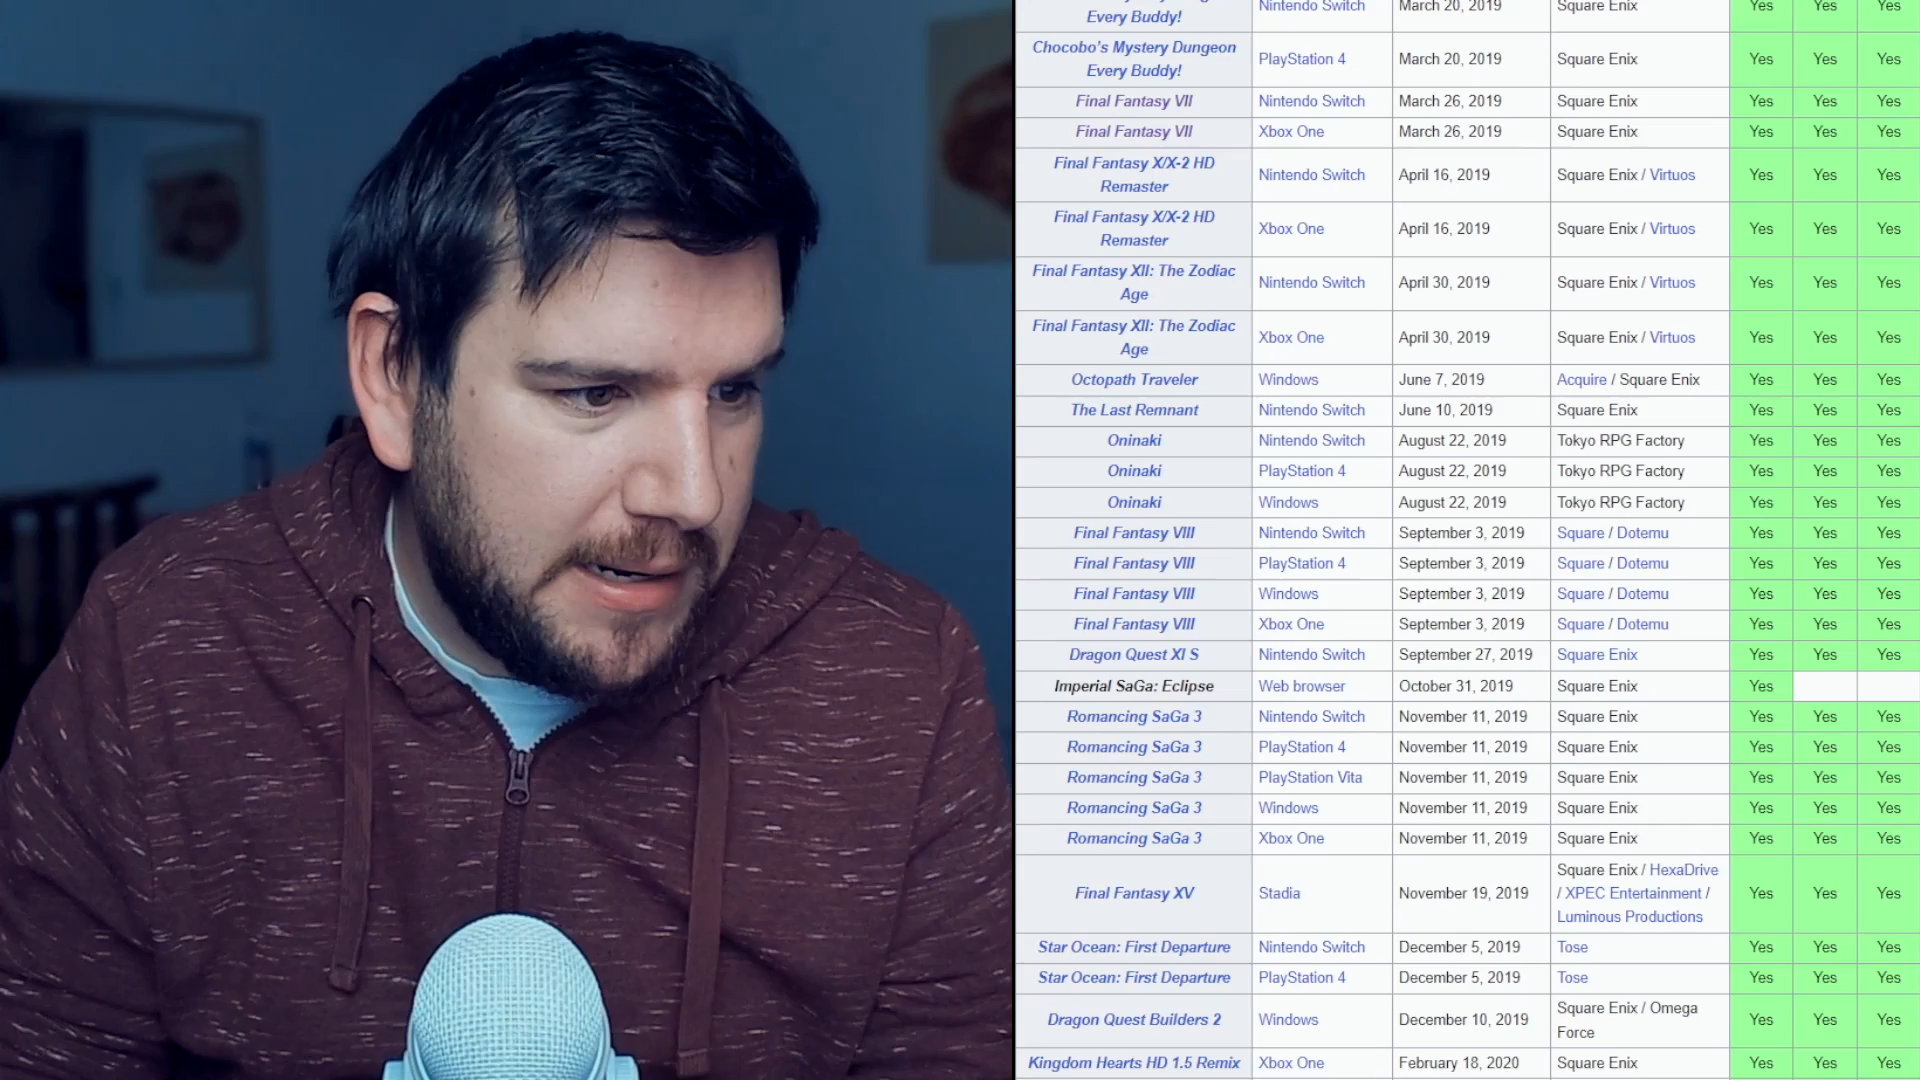 Every Buddy! Nintendo Switch March 20, 2019 Square Enix Yes Yes Yes
Chocobo’s Mystery Dungeon
Every Buddy! PlayStation 4 March 20, 2019 Square Enix Yes Yes Yes
Final Fantasy VII Nintendo Switch March 26, 2019 Square Enix Yes Yes Yes
Final Fantasy VII Xbox One March 26, 2019 Square Enix Yes Yes Yes
Final Fantasy X/X-2 HD
Remaster Nintendo Switch April 16, 2019 Square Enix / Virtuos Yes Yes Yes
Final Fantasy X/X-2 HD
Remaster Xbox One April 16, 2019 Square Enix / Virtuos Yes Yes Yes
Final Fantasy XII: The Zodiac
Age Nintendo Switch April 30, 2019 Square Enix / Virtuos Yes Yes Yes
Final Fantasy XII: The Zodiac
Age Xbox One April 30, 2019 Square Enix / Virtuos Yes Yes Yes
Octopath Traveler Windows June 7, 2019 Acquire / Square Enix Yes Yes Yes
The Last Remnant Nintendo Switch June 10, 2019 Square Enix Yes Yes Yes
Oninaki Nintendo Switch August 22, 2019 Tokyo RPG Factory Yes Yes Yes
Oninaki PlayStation 4 August 22, 2019 Tokyo RPG Factory Yes Yes Yes
Oninaki Windows August 22, 2019 Tokyo RPG Factory Yes Yes Yes
Final Fantasy VIII Nintendo Switch September 3, 2019 Square / Dotemu Yes Yes Yes
Final Fantasy VIII PlayStation 4 September 3, 2019 Square / Dotemu Yes Yes Yes
Final Fantasy VIII Windows September 3, 2019 Square / Dotemu Yes Yes Yes
Final Fantasy VIII Xbox One September 3, 2019 Square / Dotemu Yes Yes Yes
Dragon Quest XI S Nintendo Switch September 27, 2019 Square Enix Yes Yes Yes
Imperial SaGa: Eclipse Web browser October 31, 2019 Square Enix Yes
Romancing SaGa 3 Nintendo Switch November 11, 2019 Square Enix Yes Yes Yes
Romancing SaGa 3 PlayStation 4 November 11, 2019 Square Enix Yes Yes Yes
Romancing SaGa 3 PlayStation Vita November 11, 2019 Square Enix Yes Yes Yes
Romancing SaGa 3 Windows November 11, 2019 Square Enix Yes Yes Yes
Romancing SaGa 3 Xbox One November 11, 2019 Square Enix Yes Yes Yes
Final Fantasy XV Stadia November 19, 2019 Square Enix / HexaDrive
/ XPEC Entertainment /
Luminous Productions Yes Yes Yes
Star Ocean: First Departure Nintendo Switch December 5, 2019 Tose Yes Yes Yes
Star Ocean: First Departure PlayStation 4 December 5, 2019 Tose Yes Yes Yes
Dragon Quest Builders 2 Windows December 10, 2019 Square Enix / Omega
Force Yes Yes Yes
Kingdom Hearts HD 1.5 Remix Xbox One February 18, 2020 Square Enix Yes Yes Yes